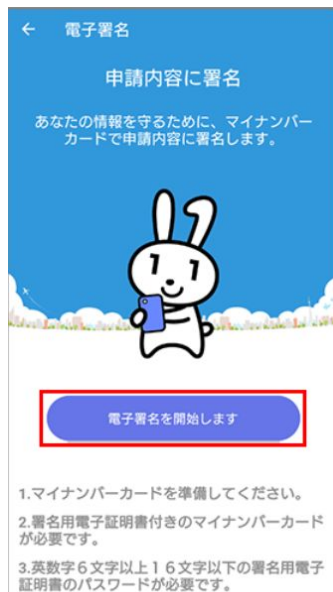 ← 電子署名
申請内容に署名
あなたの情報を守るために、マイナンバー
カードで申請内容に署名します。
電子署名を開始します
1.マイナンバーカードを準備してください。
2.署名用電子証明書付きのマイナンバーカード
が必要です。
3.英数字６文字以上１６文字以下の署名用電子
証明書のパスワードが必要です。